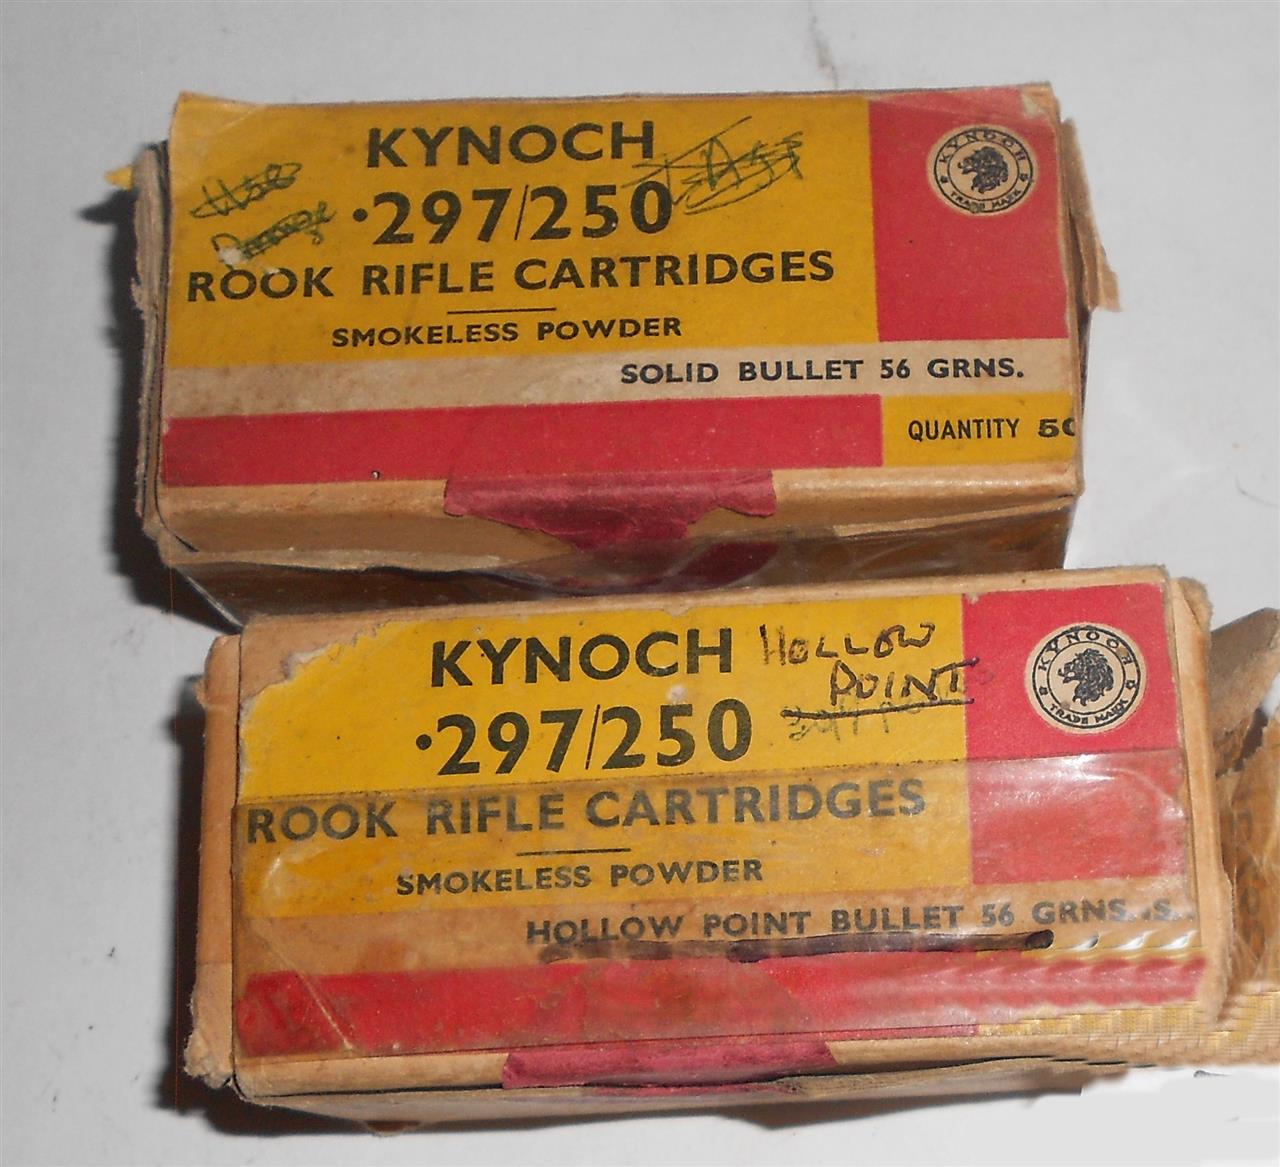 KYNOCH
.297/250
ROOK RIFLE CARTRIDGES
SMOKELESS POWDER
SOLID BULLET 56 GRNS.
QUANTITY 50
KYNOCH
TRADE MARK
KYNOCH
HOLLOW
POINT
.297/250
ROOK RIFLE CARTRIDGES
SMOKELESS POWDER
HOLLOW POINT BULLET 56 GRNS.
KYNOCH
TRADE MARK